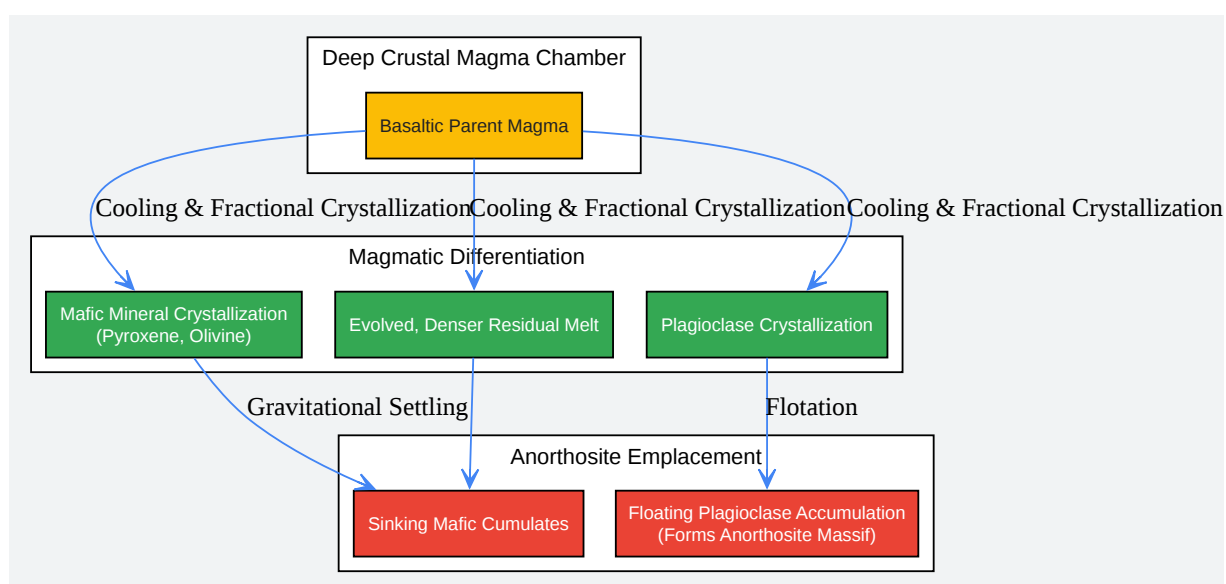 Deep Crustal Magma Chamber
Basaltic Parent Magma
Cooling & Fractional Crystallization
Cooling & Fractional Crystallization
Cooling & Fractional Crystallization
Magmatic Differentiation
Mafic Mineral Crystallization
(Pyroxene, Olivine)
Evolved, Denser Residual Melt
Plagioclase Crystallization
Gravitational Settling
Flotation
Anorthosite Emplacement
Sinking Mafic Cumulates
Floating Plagioclase Accumulation
(Forms Anorthosite Massif)